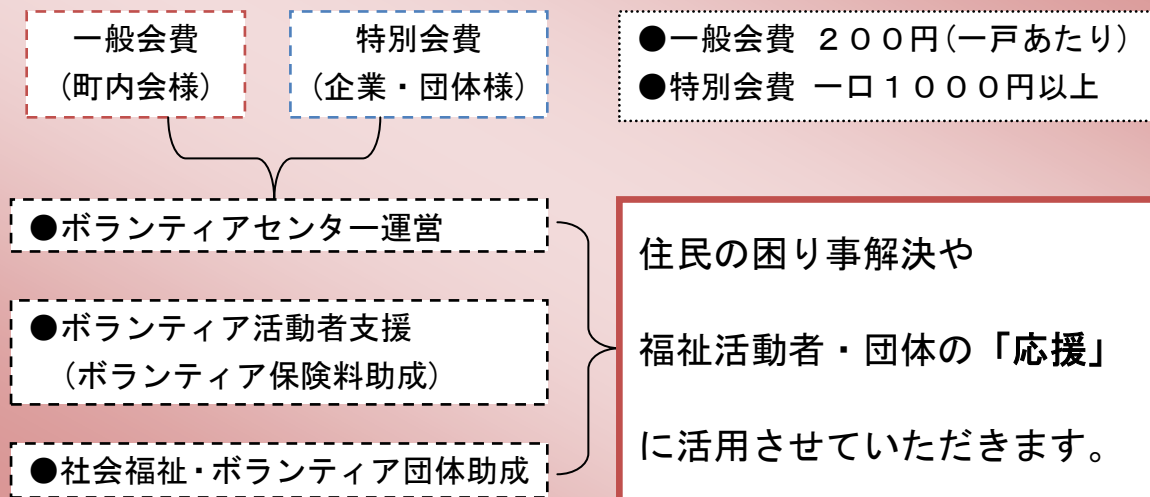 一般会費
(町内会様)
特別会費
(企業・団体様)
●一般会費 ２００円(一戸あたり)
●特別会費 一口１０００円以上
●ボランティアセンター運営
●ボランティア活動者支援
(ボランティア保険料助成)
●社会福祉・ボランティア団体助成
住民の困り事解決や
福祉活動者・団体の「応援」
に活用させていただきます。